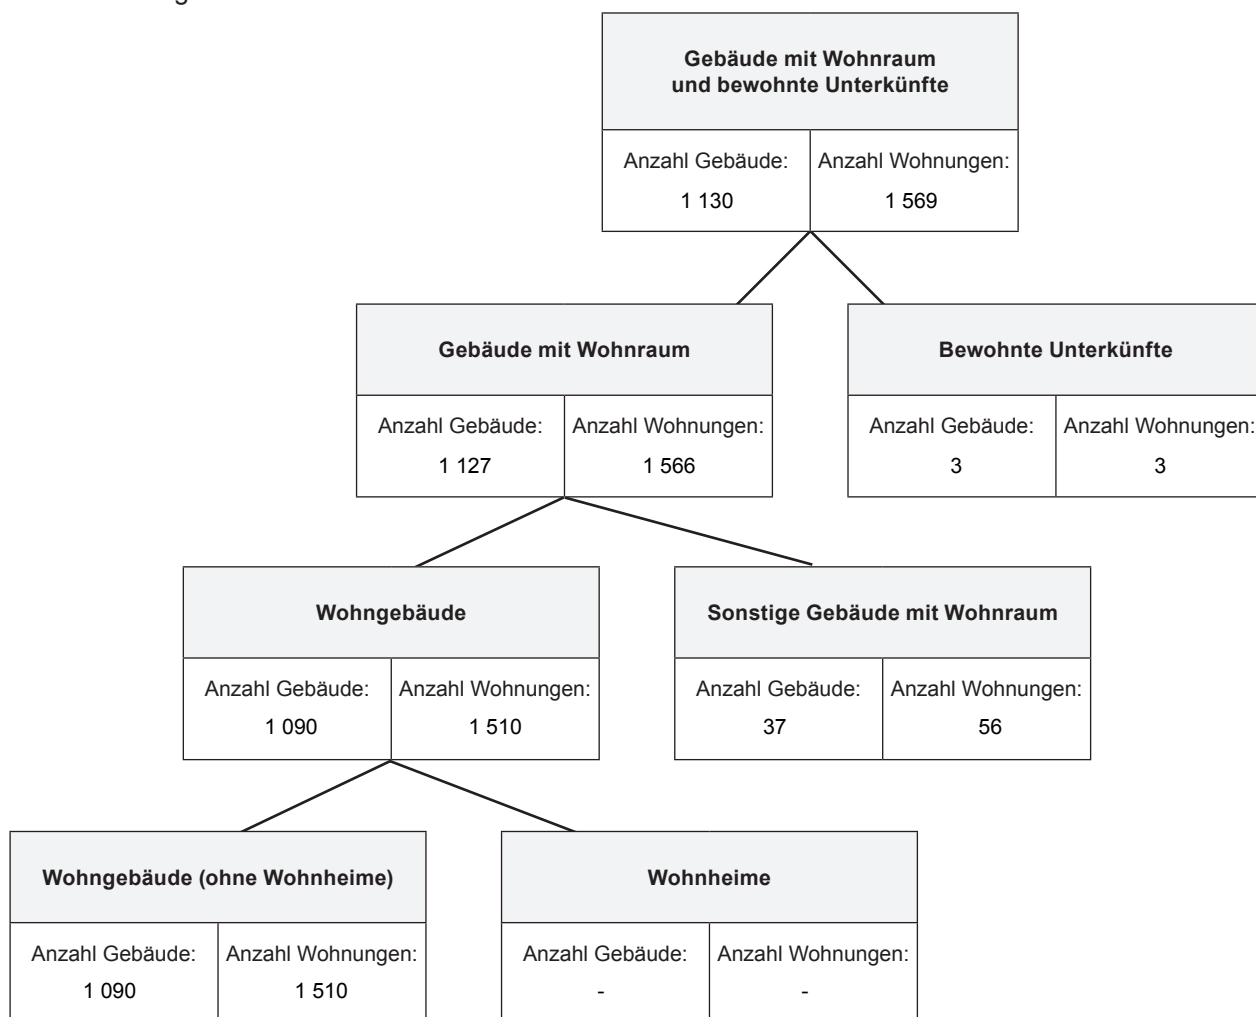 Gebäude mit Wohnraum
und bewohnte Unterkünfte
Anzahl Gebäude: Anzahl Wohnungen:
1 130 1 569
Gebäude mit Wohnraum
Anzahl Gebäude: Anzahl Wohnungen:
1 127 1 566
Bewohnte Unterkünfte
Anzahl Gebäude: Anzahl Wohnungen:
3 3
Wohngebäude
Anzahl Gebäude: Anzahl Wohnungen:
1 090 1 510
Sonstige Gebäude mit Wohnraum
Anzahl Gebäude: Anzahl Wohnungen:
37 56
Wohngebäude (ohne Wohnheime)
Anzahl Gebäude: Anzahl Wohnungen:
1 090 1 510
Wohnheime
Anzahl Gebäude: Anzahl Wohnungen:
- -